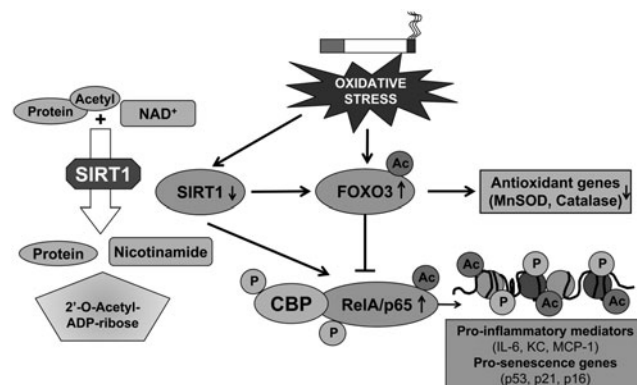 OXIDATIVE
STRESS
Acetyl
Protein
+
NAD⁺
SIRT1
Protein
Nicotinamide
2'-O-Acetyl-
ADP-ribose
SIRT1↓
Ac
FOXO3↑
Antioxidant genes
(MnSOD, Catalase)↓
P
CBP
P
Ac
RelA/p65↑
Ac
P
P
P
Ac
Ac
Pro-inflammatory mediators
(IL-6, KC, MCP-1)
Pro-senescence genes
(p53, p21, p16)